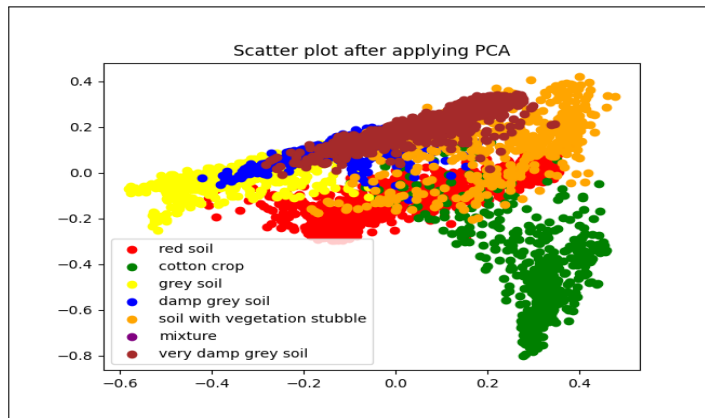 Scatter plot after applying PCA
0.4
0.2
0.0
−0.2
−0.4
−0.6
−0.8
red soil
cotton crop
grey soil
damp grey soil
soil with vegetation stubble
mixture
very damp grey soil
−0.6 −0.4 −0.2 0.0 0.2 0.4